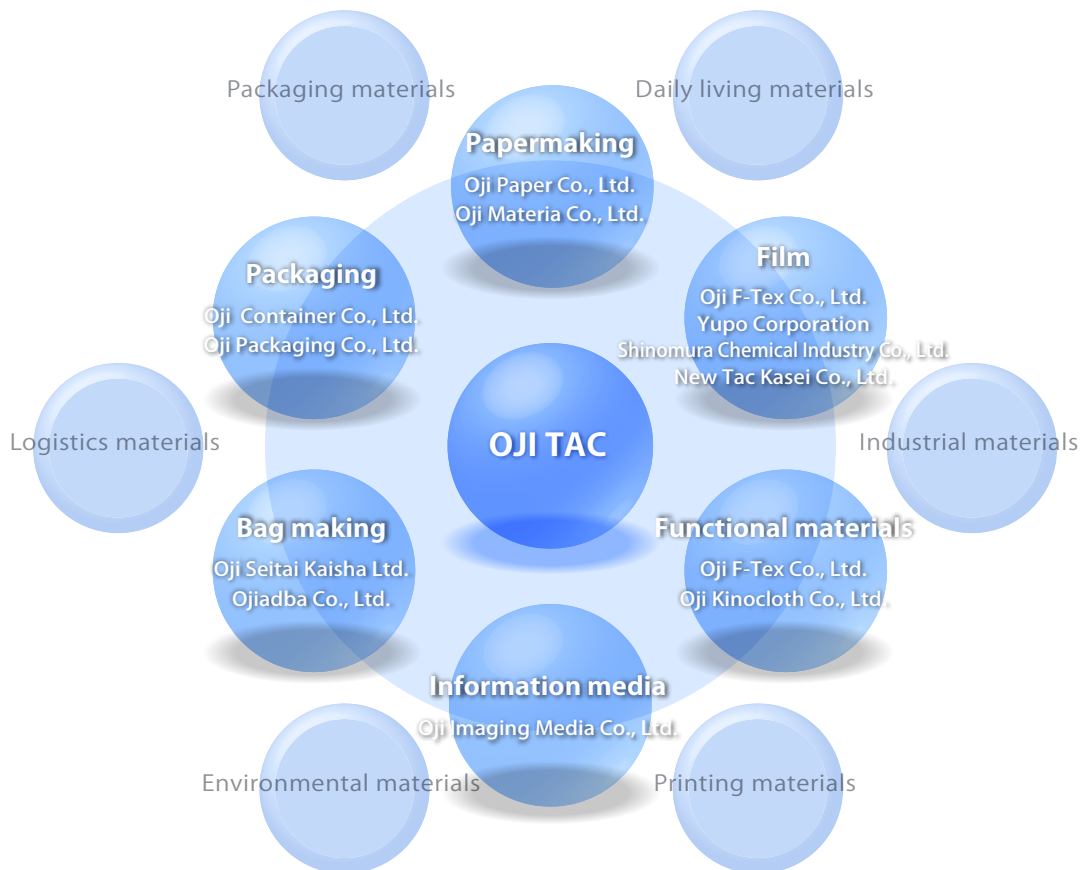 Packaging materials
Daily living materials
Papermaking
Oji Paper Co., Ltd.
Oji Materia Co., Ltd.
Packaging
Oji Container Co., Ltd.
Oji Packaging Co., Ltd.
Film
Oji F-Tex Co., Ltd.
Yupo Corporation
Shinomura Chemical Industry Co., Ltd.
New Tac Kasei Co., Ltd.
Logistics materials
OJI TAC
Industrial materials
Bag making
Oji Seitai Kaisha Ltd.
Ojiadba Co., Ltd.
Functional materials
Oji F-Tex Co., Ltd.
Oji Kinocloth Co., Ltd.
Information media
Oji Imaging Media Co., Ltd.
Environmental materials
Printing materials